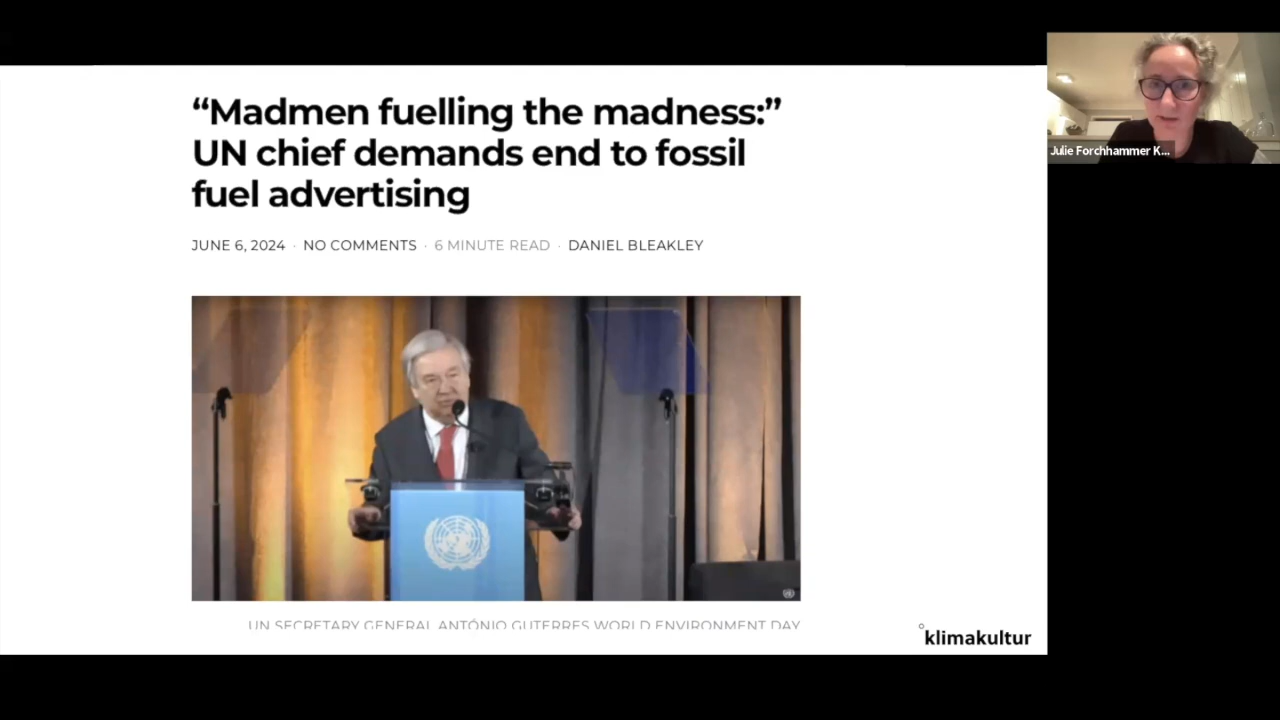 “Madmen fuelling the madness:”
UN chief demands end to fossil
fuel advertising
JUNE 6, 2024 · NO COMMENTS · 6 MINUTE READ · DANIEL BLEAKLEY
UN SECRETARY GENERAL ANTÓNIO GUTERRES WORLD ENVIRONMENT DAY
°klimakultur
Julie Forchhammer K...